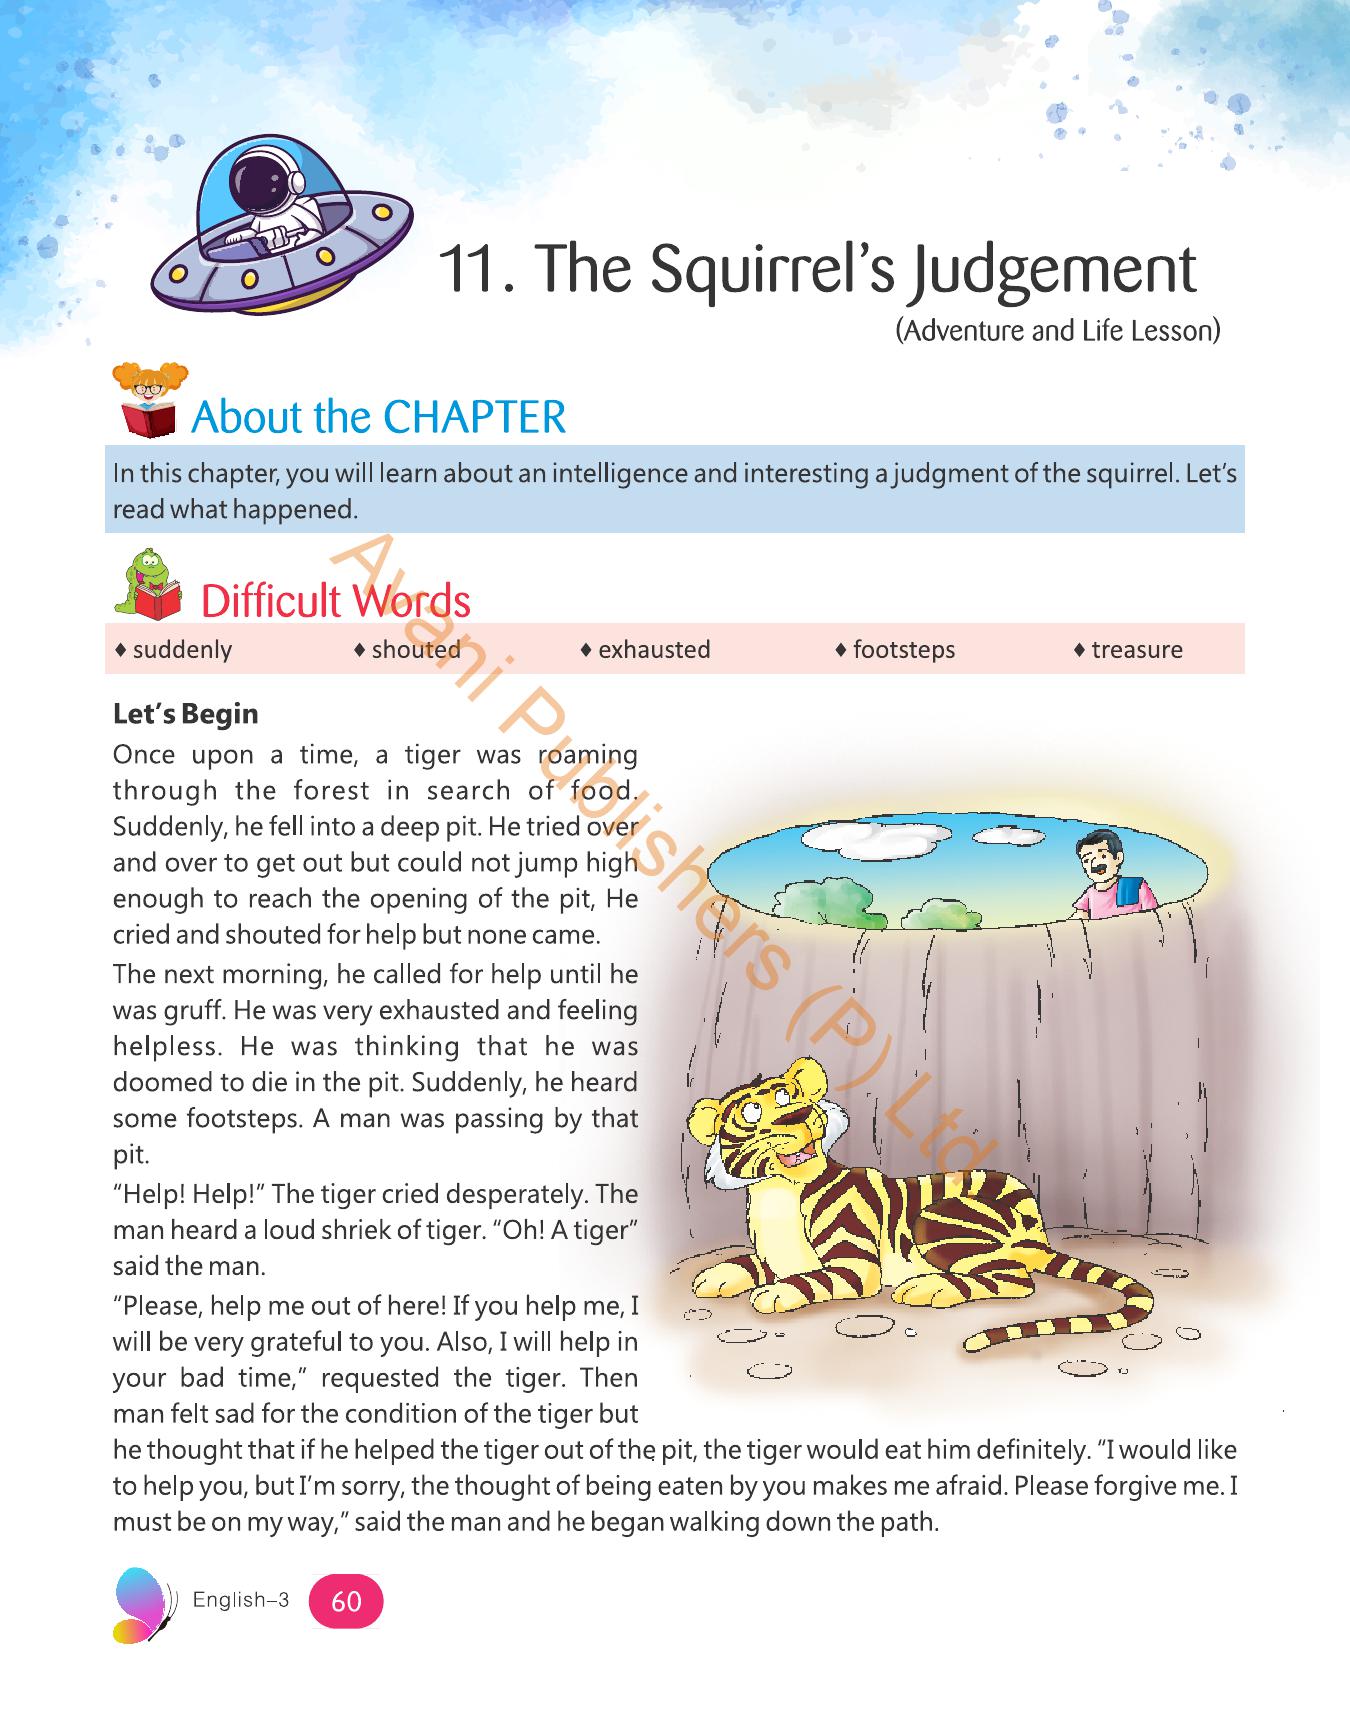 11. The Squirrel’s Judgement
(Adventure and Life Lesson)
About the CHAPTER
In this chapter, you will learn about an intelligence and interesting a judgment of the squirrel. Let’s
read what happened.
Difficult Words
♦ suddenly ♦ shouted ♦ exhausted ♦ footsteps ♦ treasure
Let’s Begin
Once upon a time, a tiger was roaming
through the forest in search of food.
Suddenly, he fell into a deep pit. He tried over
and over to get out but could not jump high
enough to reach the opening of the pit, He
cried and shouted for help but none came.
The next morning, he called for help until he
was gruff. He was very exhausted and feeling
helpless. He was thinking that he was
doomed to die in the pit. Suddenly, he heard
some footsteps. A man was passing by that
pit.
“Help! Help!” The tiger cried desperately. The
man heard a loud shriek of tiger. “Oh! A tiger”
said the man.
“Please, help me out of here! If you help me, I
will be very grateful to you. Also, I will help in
your bad time,” requested the tiger. Then
man felt sad for the condition of the tiger but
he thought that if he helped the tiger out of the pit, the tiger would eat him definitely. “I would like
to help you, but I’m sorry, the thought of being eaten by you makes me afraid. Please forgive me. I
must be on my way,” said the man and he began walking down the path.
English–3 60
Avani Publishers (P) Ltd.